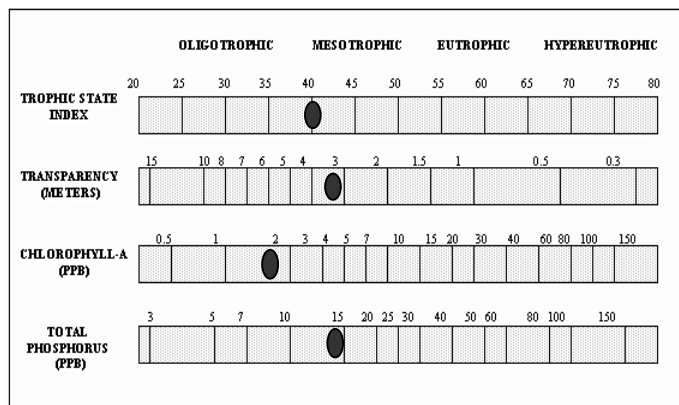 OLIGOTROPHIC MESOTROPHIC EUTROPHIC HYPEREUTROPHIC
20 25 30 35 40 45 50 55 60 65 70 75 80
TROPHIC STATE
INDEX
15 10 8 7 6 5 4 3 2 1.5 1 0.5 0.3
TRANSPARENCY
(METERS)
0.5 1 2 3 4 5 7 10 15 20 30 40 60 80 100 150
CHLOROPHYLL-A
(PPB)
3 5 7 10 15 20 25 30 40 50 60 80 100 150
TOTAL
PHOSPHORUS
(PPB)